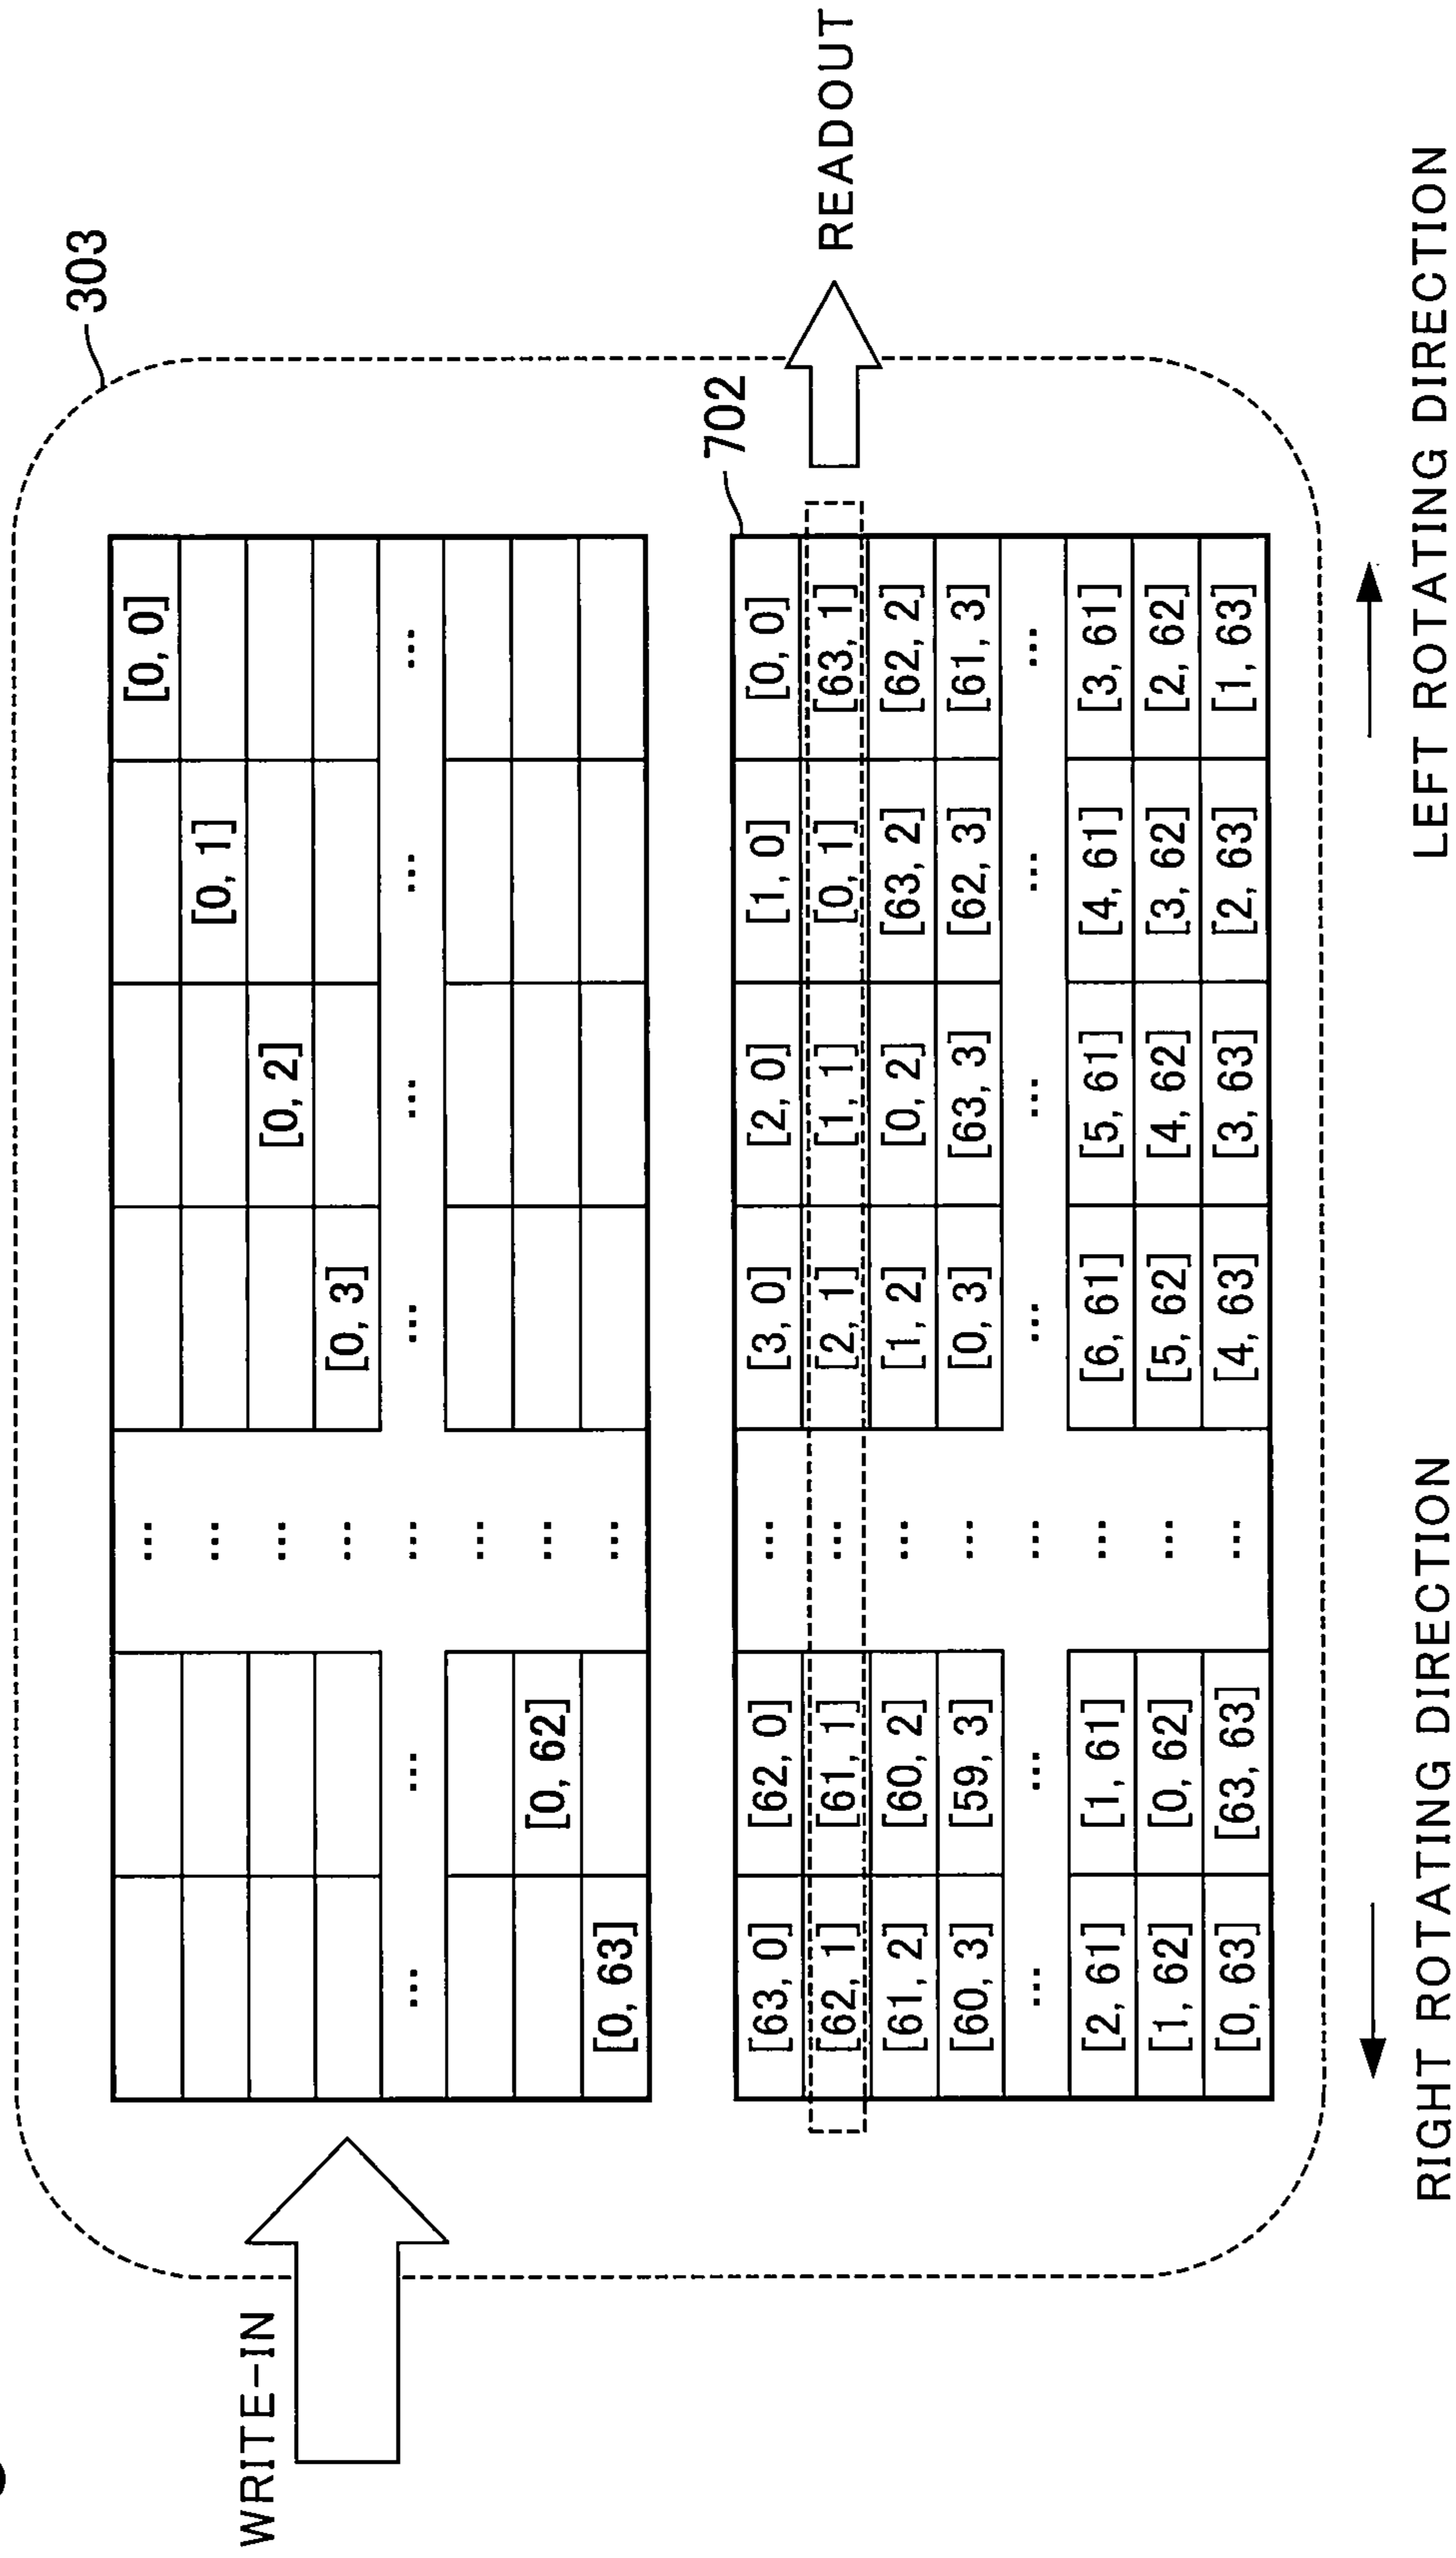 303
WRITE-IN
... [0, 0]
... [0, 1]
... [0, 2]
... [0, 3]
... ... ... ... ... ... ...
...
[0, 62] ...
[0, 63] ...
702
[63, 0] [62, 0] ... [3, 0] [2, 0] [1, 0] [0, 0]
[62, 1] [61, 1] ... [2, 1] [1, 1] [0, 1] [63, 1]
READOUT
[61, 2] [60, 2] ... [1, 2] [0, 2] [63, 2] [62, 2]
[60, 3] [59, 3] ... [0, 3] [63, 3] [62, 3] [61, 3]
... ... ... ... ... ... ...
[2, 61] [1, 61] ... [6, 61] [5, 61] [4, 61] [3, 61]
[1, 62] [0, 62] ... [5, 62] [4, 62] [3, 62] [2, 62]
[0, 63] [63, 63] ... [4, 63] [3, 63] [2, 63] [1, 63]
RIGHT ROTATING DIRECTION
LEFT ROTATING DIRECTION